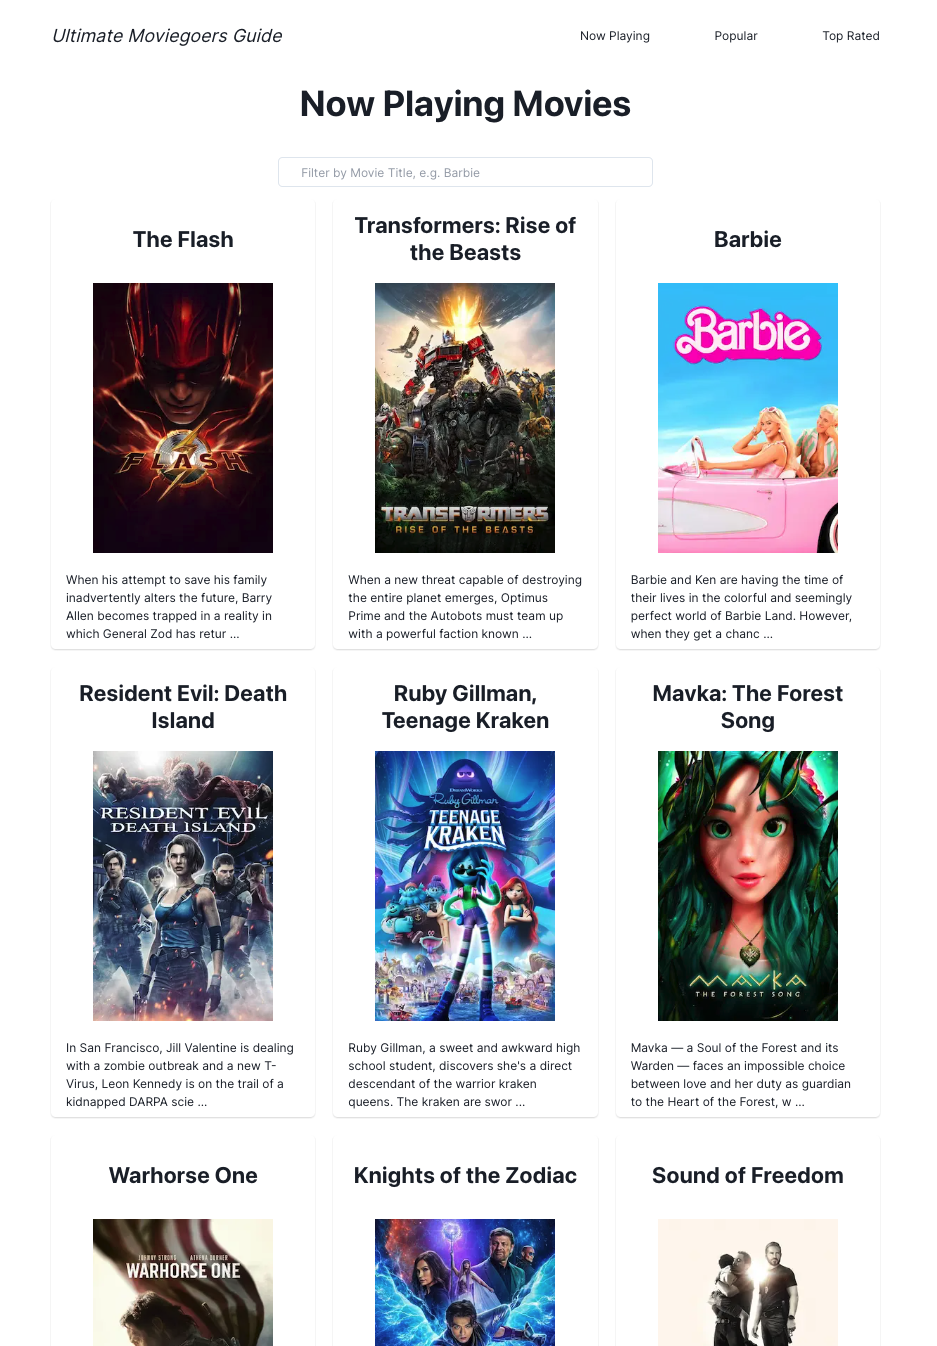 Ultimate Moviegoers Guide
Now Playing
Popular
Top Rated
Now Playing Movies
Filter by Movie Title, e.g. Barbie
The Flash
FLASH
When his attempt to save his family
inadvertently alters the future, Barry
Allen becomes trapped in a reality in
which General Zod has retur ...
Transformers: Rise of
the Beasts
TRANSFORMERS
RISE OF THE BEASTS
When a new threat capable of destroying
the entire planet emerges, Optimus
Prime and the Autobots must team up
with a powerful faction known ...
Barbie
Barbie
Barbie and Ken are having the time of
their lives in the colorful and seemingly
perfect world of Barbie Land. However,
when they get a chanc ...
Resident Evil: Death
Island
RESIDENT EVIL
DEATH ISLAND
In San Francisco, Jill Valentine is dealing
with a zombie outbreak and a new T-
Virus, Leon Kennedy is on the trail of a
kidnapped DARPA scie ...
Ruby Gillman,
Teenage Kraken
DREAMWORKS
Ruby Gillman
TEENAGE
KRAKEN
Ruby Gillman, a sweet and awkward high
school student, discovers she's a direct
descendant of the warrior kraken
queens. The kraken are swor ...
Mavka: The Forest
Song
MAVKA
THE FOREST SONG
Mavka — a Soul of the Forest and its
Warden — faces an impossible choice
between love and her duty as guardian
to the Heart of the Forest, w ...
Warhorse One
JOHNNY STRONG ATHENA DURNER
WARHORSE ONE
Knights of the Zodiac
Sound of Freedom